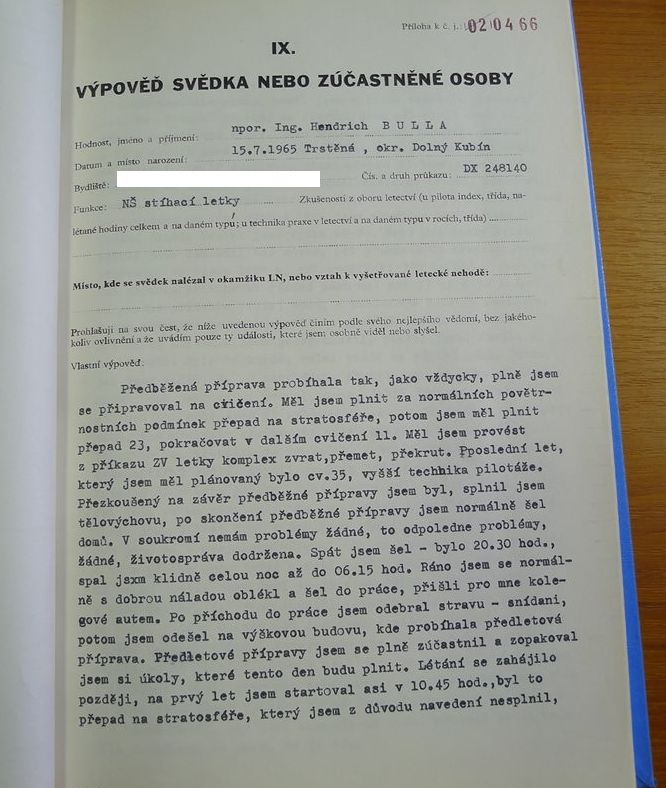 Příloha k č. j.: 020466
IX.
VÝPOVĚĎ SVĚDKA NEBO ZÚČASTNĚNÉ OSOBY
Hodnost, jméno a příjmení: npor. Ing. Hendrich B U L L A
Datum a místo narození: 15.7.1965 Trstěná , okr. Dolný Kubín
Bydliště: Čís. a druh průkazu: DX 248140
Funkce: NŠ stíhací letky Zkušenosti z oboru letectví (u pilota index, třída, na-
létané hodiny celkem a na daném typu; u technika praxe v letectví a na daném typu v rocích, třída)
Místo, kde se svědek nalézal v okamžiku LN, nebo vztah k vyšetřované letecké nehodě:
Prohlašuji na svou čest, že níže uvedenou výpověď činím podle svého nejlepšího vědomí, bez jakého-
koliv ovlivnění a že uvádím pouze ty události, které jsem osobně viděl nebo slyšel.
Vlastní výpověď:
Předběžená příprava probíhala tak, jako vždycky, plně jsem
se připravoval na cvičení. Měl jsem plnit za normálních povětr-
nostních podmínek přepad na stratosféře, potom jsem měl plnit
přepad 23, pokračovat v dalším cvičení 11. Měl jsem provést
z příkazu ZV letky komplex zvrat,přemet, překrut. Pposlední let,
který jsem měl plánovaný bylo cv.35, vyšší technika pilotáže.
Přezkoušený na závěr předběžné přípravy jsem byl, splnil jsem
tělovýchovu, po skončení předběžné přípravy jsem normálně šel
domů. V soukromí nemám problémy žádné, to odpoledne problémy,
žádné, životospráva dodržena. Spát jsem šel - bylo 20.30 hod.,
spal jsxm klidně celou noc až do 06.15 hod. Ráno jsem se normál-
ně s dobrou náladou oblékl a šel do práce, přišli pro mne kole-
gové autem. Po příchodu do práce jsem odebral stravu - snídani,
potom jsem odešel na výškovou budovu, kde probíhala předletová
příprava. Předletové přípravy jsem se plně zúčastnil a zopakoval
jsem si úkoly, které tento den budu plnit. Létání se zahájilo
později, na prvý let jsem startoval asi v 10.45 hod.,byl to
přepad na stratosféře, který jsem z důvodu navedení nesplnil,